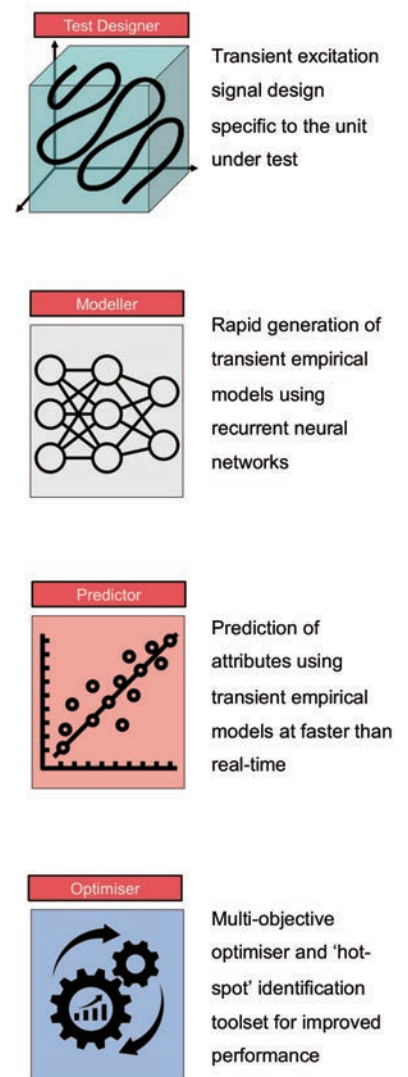 Test Designer
Transient excitation
signal design
specific to the unit
under test
Modeller
Rapid generation of
transient empirical
models using
recurrent neural
networks
Predictor
Prediction of
attributes using
transient empirical
models at faster than
real-time
Optimiser
Multi-objective
optimiser and ‘hot-
spot’ identification
toolset for improved
performance